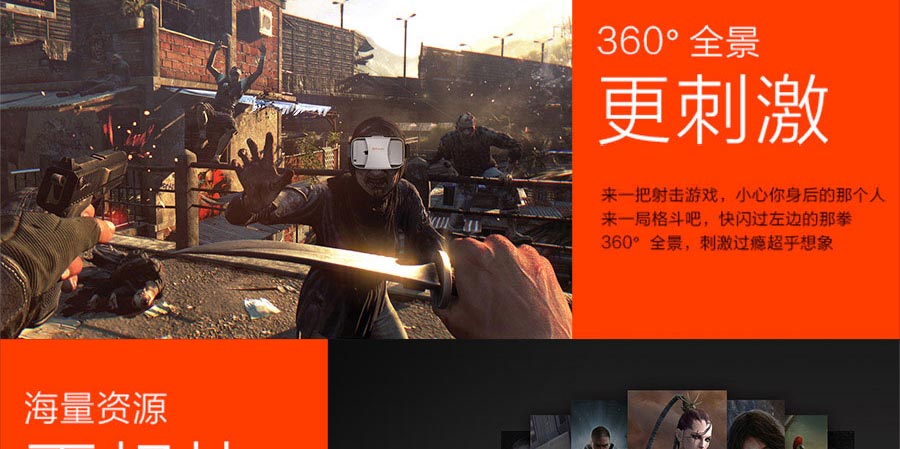 360° 全景
更刺激
来一把射击游戏，小心你身后的那个人
来一局格斗吧，快闪过左边的那拳
360° 全景，刺激过瘾超乎想象
海量资源